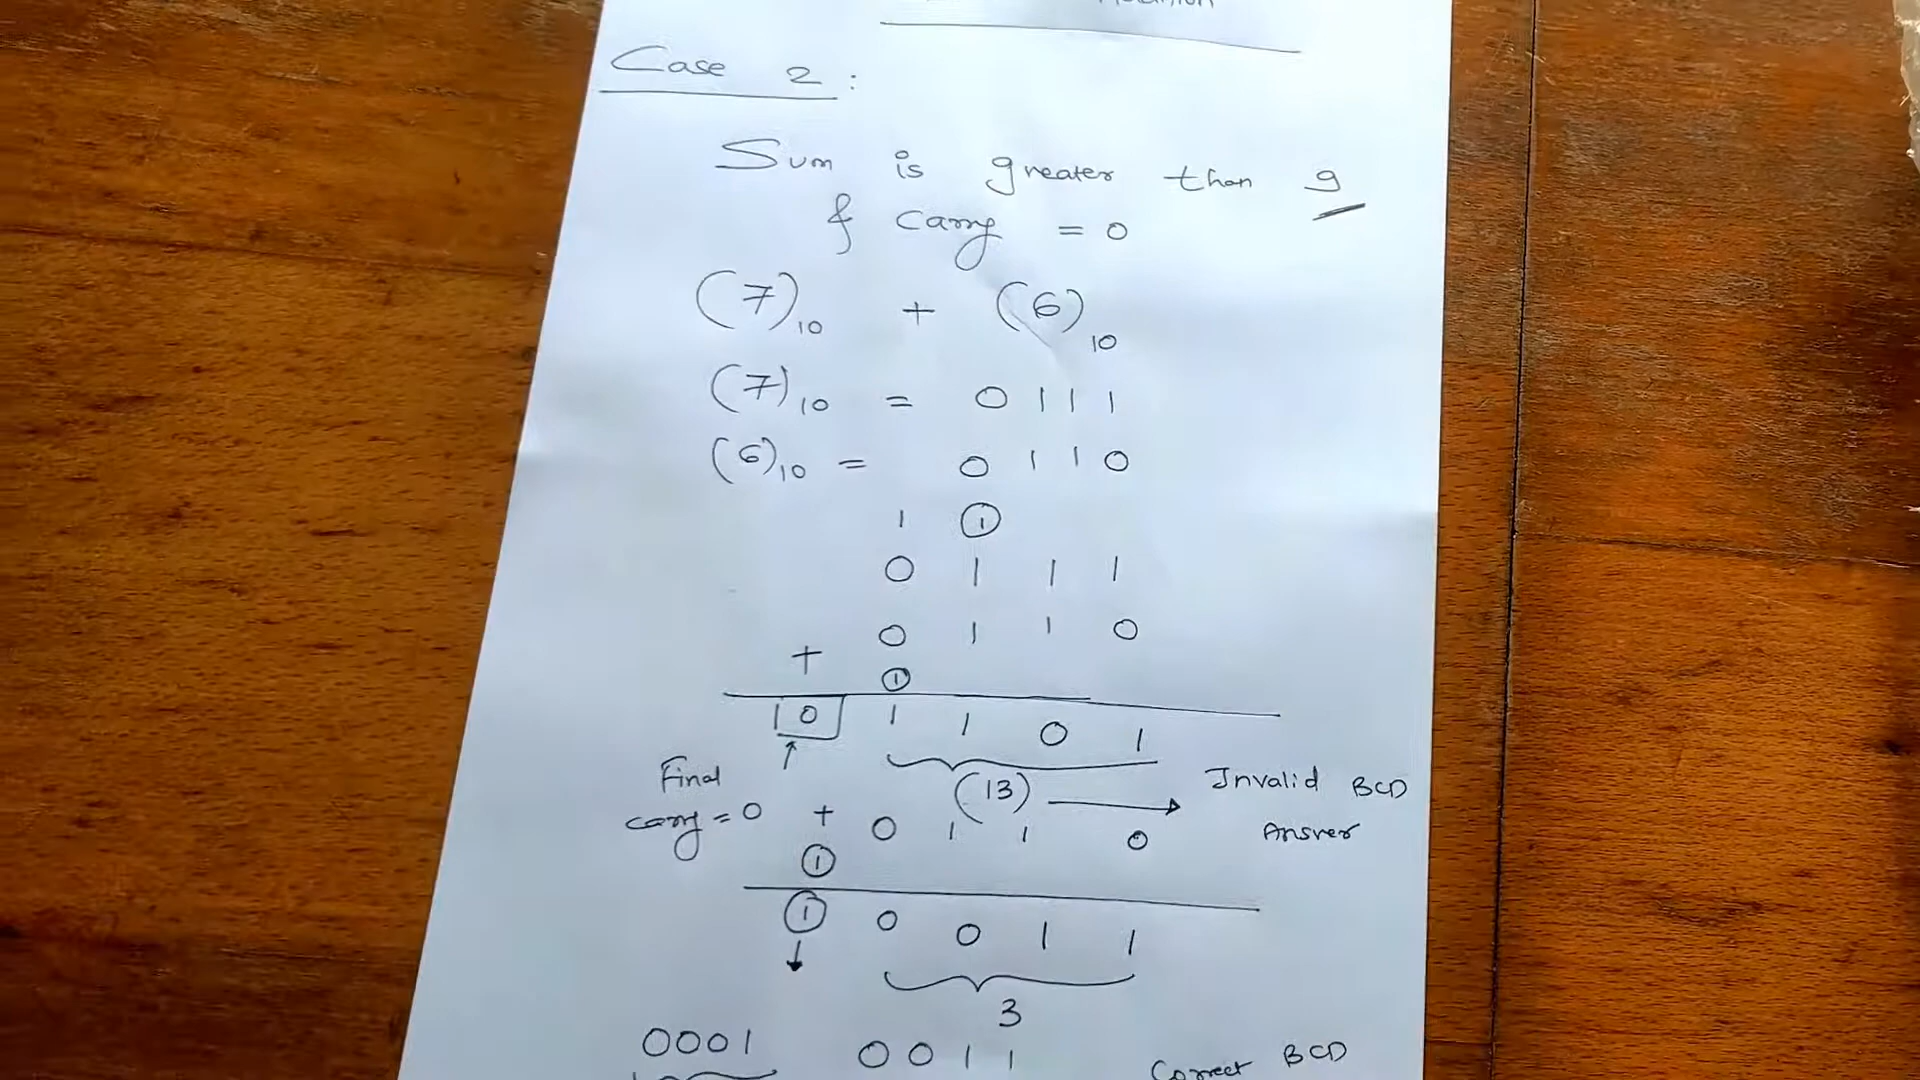 Case 2 :
Sum is greater than 9
& carry = 0
(7)10 + (6)10
(7)10 = 0 1 1 1
(6)10 = 0 1 1 0
1 1
0 1 1 1
0 1 1 0
+ 1
0 1 1 0 1
Final carry = 0
(13) → Invalid BCD Answer
+ 0 1 1 0
1
1 0 0 1 1
3
0001 0011 Correct BCD